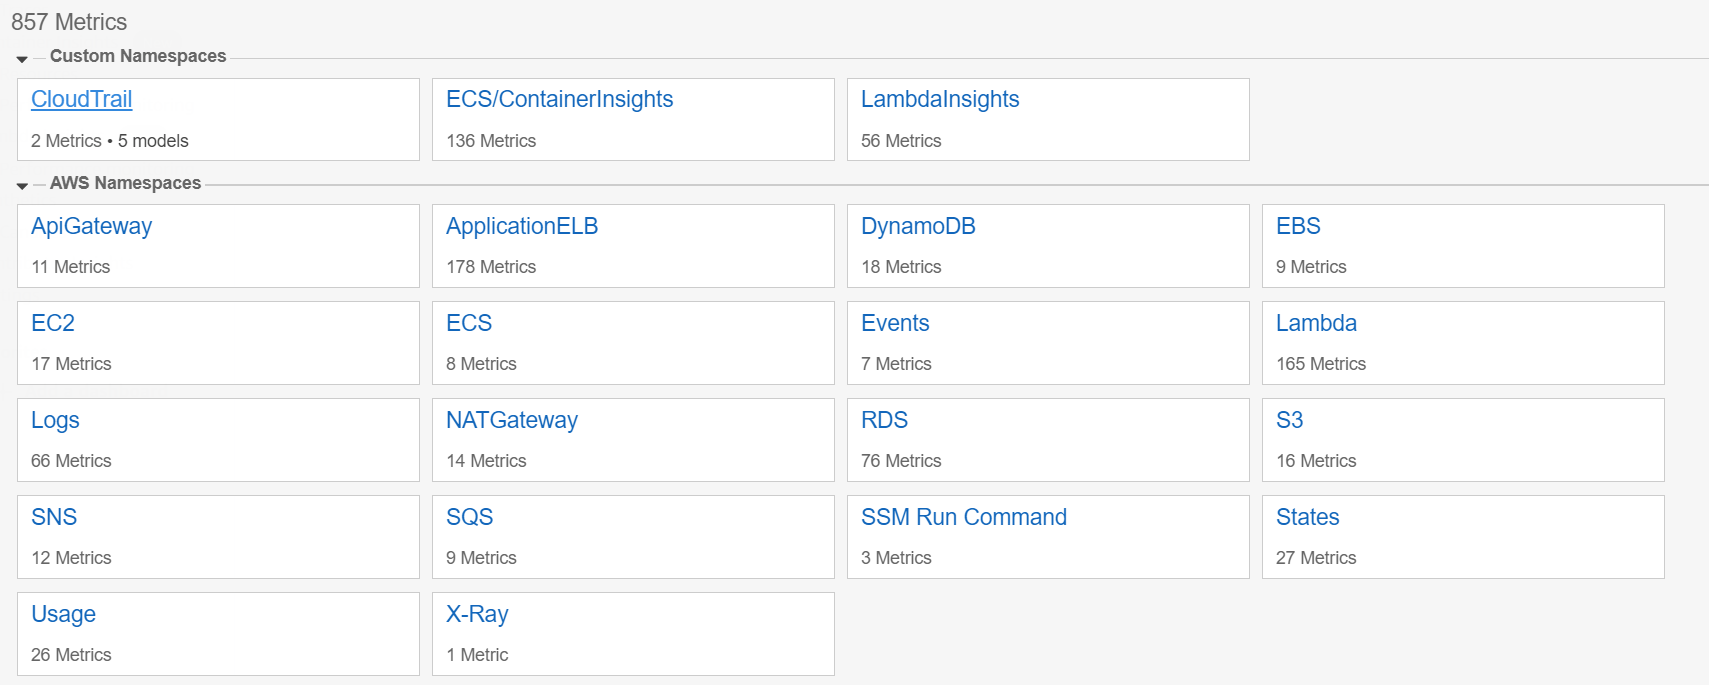 857 Metrics
Custom Namespaces
CloudTrail
2 Metrics • 5 models
ECS/ContainerInsights
136 Metrics
LambdaInsights
56 Metrics
AWS Namespaces
ApiGateway
11 Metrics
ApplicationELB
178 Metrics
DynamoDB
18 Metrics
EBS
9 Metrics
EC2
17 Metrics
ECS
8 Metrics
Events
7 Metrics
Lambda
165 Metrics
Logs
66 Metrics
NATGateway
14 Metrics
RDS
76 Metrics
S3
16 Metrics
SNS
12 Metrics
SQS
9 Metrics
SSM Run Command
3 Metrics
States
27 Metrics
Usage
26 Metrics
X-Ray
1 Metric